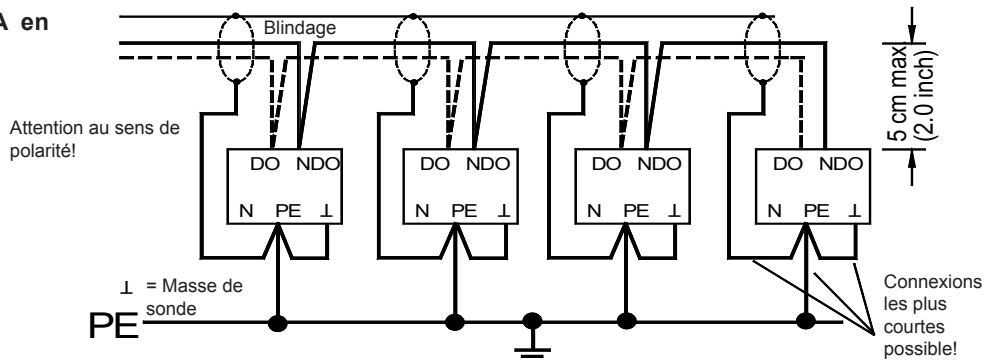 A en
Blindage
5 cm max.
(2.0 inch)
Attention au sens de
polarité!
DO NDO
N PE ⊥
DO NDO
N PE ⊥
DO NDO
N PE ⊥
DO NDO
N PE ⊥
⊥ = Masse de
sonde
PE
Connexions
les plus
courtes
possible!